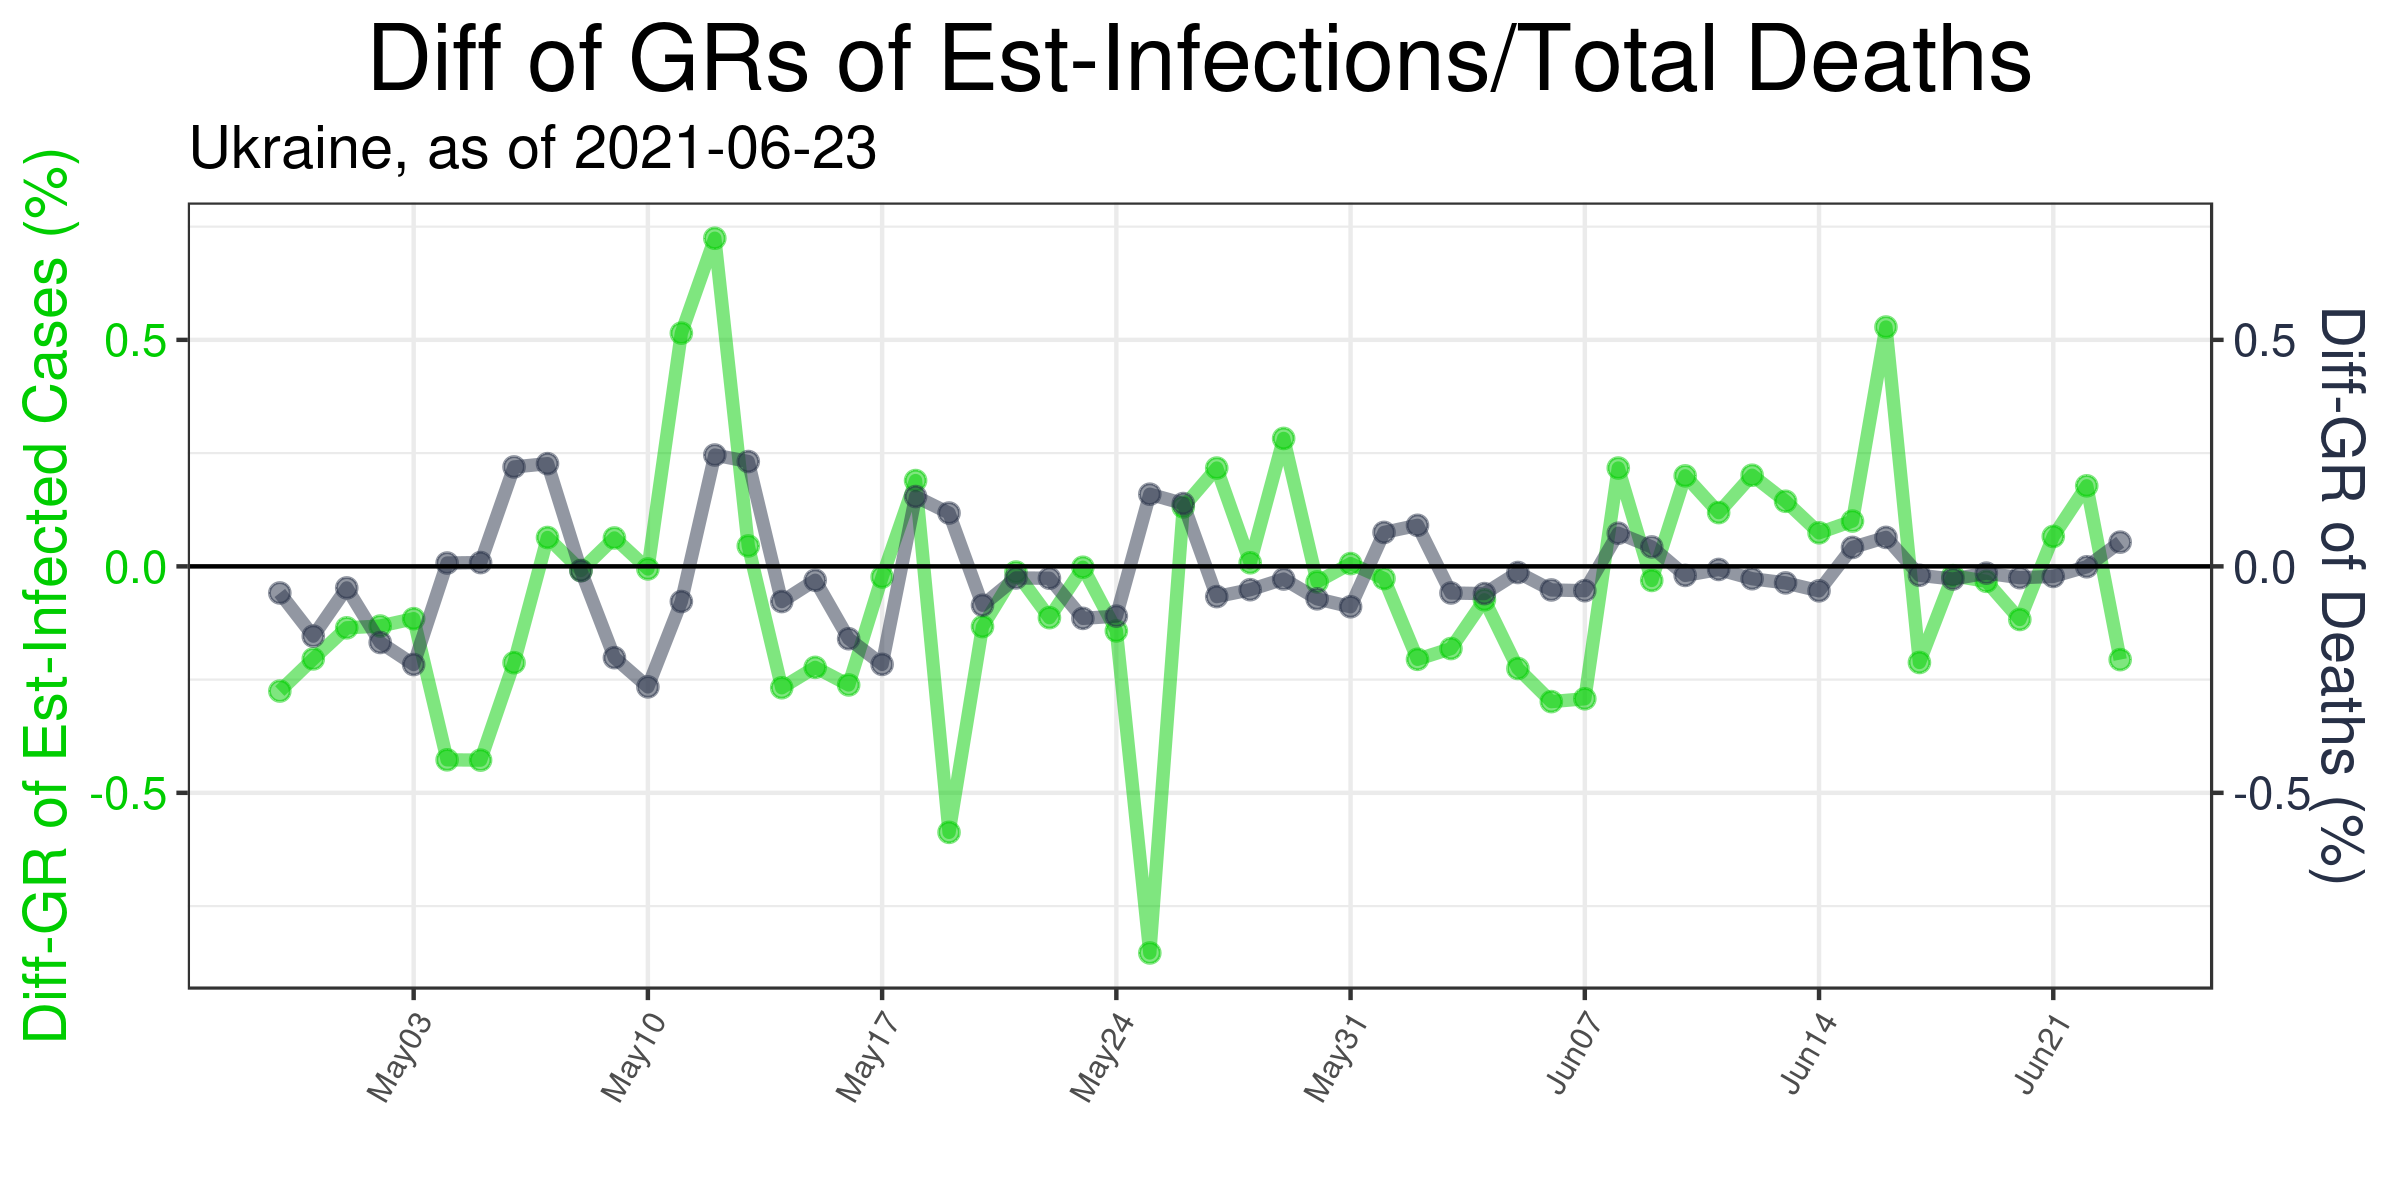 Diff of GRs of Est-Infections/Total Deaths
Ukraine, as of 2021-06-23
Diff-GR of Est-Infected Cases (%)
0.5
0.0
-0.5
0.5
0.0
-0.5
Diff-GR of Deaths (%)
May03
May10
May17
May24
May31
Jun07
Jun14
Jun21